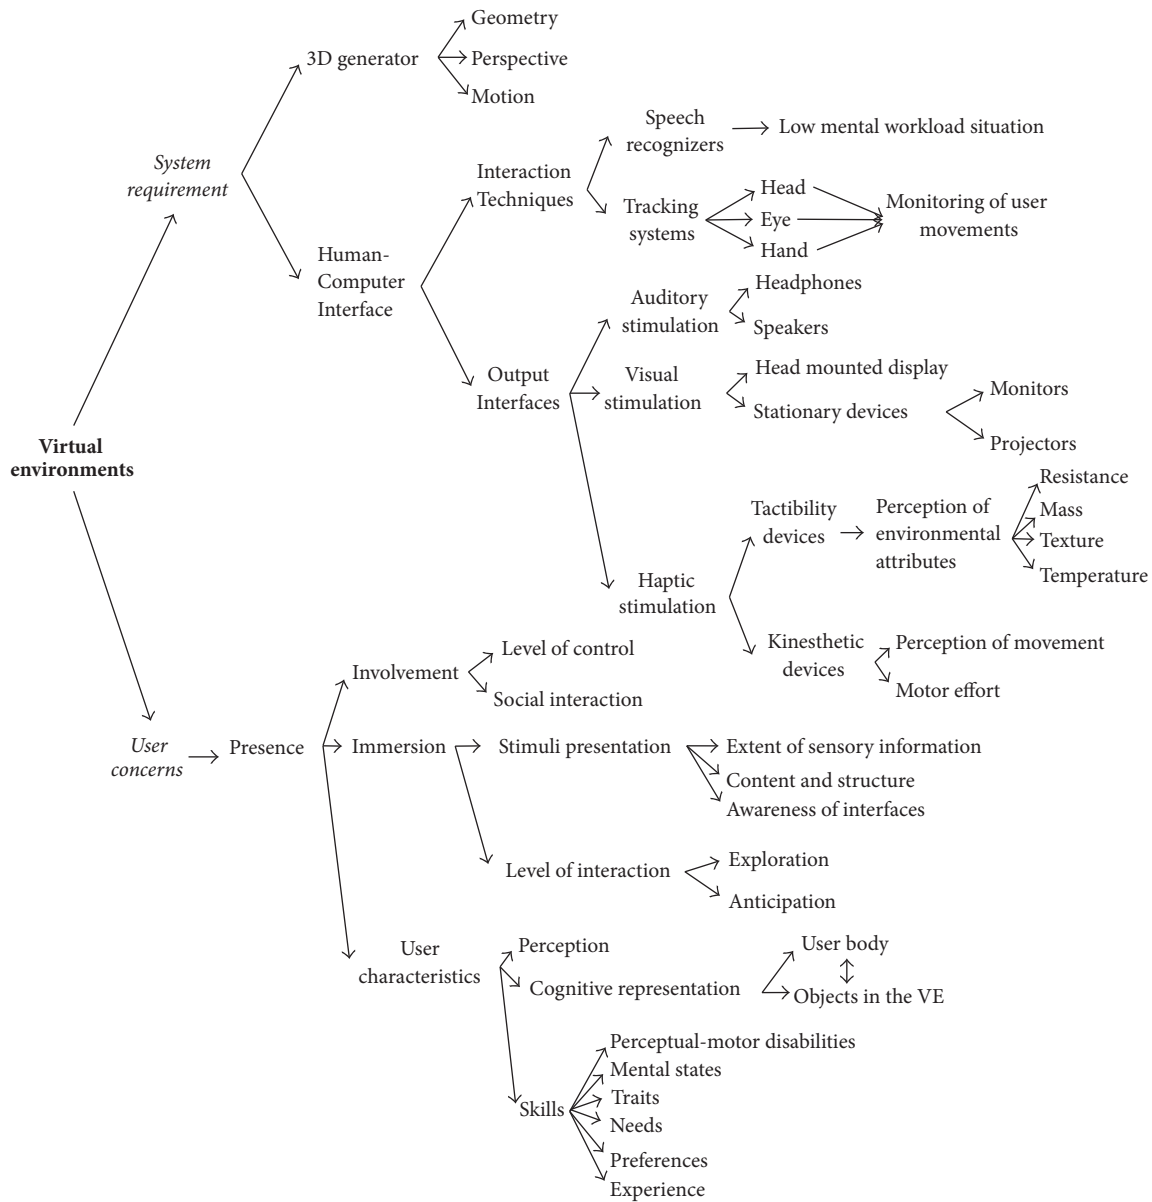 Geometry
3D generator
Perspective
Motion
Speech
recognizers
Low mental workload situation
System
requirement
Interaction
Techniques
Head
Tracking
systems
Eye
Monitoring of user
movements
Hand
Human-
Computer
Interface
Headphones
Auditory
stimulation
Speakers
Output
Interfaces
Visual
stimulation
Head mounted display
Stationary devices
Monitors
Projectors
Virtual
environments
Resistance
Tactibility
devices
Perception of
environmental
attributes
Mass
Texture
Temperature
Haptic
stimulation
Kinesthetic
devices
Perception of movement
Motor effort
Involvement
Level of control
Social interaction
User
concerns
Presence
Immersion
Stimuli presentation
Extent of sensory information
Content and structure
Awareness of interfaces
Level of interaction
Exploration
Anticipation
User
characteristics
Perception
Cognitive representation
User body
Objects in the VE
Perceptual-motor disabilities
Mental states
Traits
Skills
Needs
Preferences
Experience